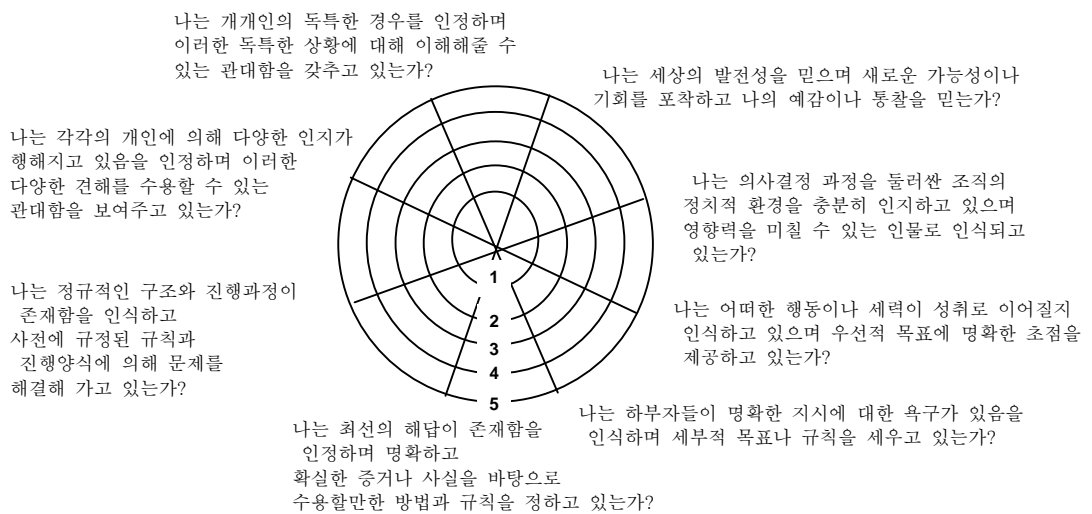 나는 개개인의 독특한 경우를 인정하며
이러한 독특한 상황에 대해 이해해줄 수
있는 관대함을 갖추고 있는가?
나는 세상의 발전성을 믿으며 새로운 가능성이나
기회를 포착하고 나의 예감이나 통찰을 믿는가?
나는 각각의 개인에 의해 다양한 인지가
행해지고 있음을 인정하며 이러한
다양한 견해를 수용할 수 있는
관대함을 보여주고 있는가?
나는 의사결정 과정을 둘러싼 조직의
정치적 환경을 충분히 인지하고 있으며
영향력을 미칠 수 있는 인물로 인식되고
있는가?
나는 정규적인 구조와 진행과정이
존재함을 인식하고
사전에 규정된 규칙과
진행양식에 의해 문제를
해결해 가고 있는가?
나는 어떠한 행동이나 세력이 성취로 이어질지
인식하고 있으며 우선적 목표에 명확한 초점을
제공하고 있는가?
1
2
3
4
5
나는 최선의 해답이 존재함을
인정하며 명확하고
확실한 증거나 사실을 바탕으로
수용할만한 방법과 규칙을 정하고 있는가?
나는 하부자들이 명확한 지시에 대한 욕구가 있음을
인식하며 세부적 목표나 규칙을 세우고 있는가?